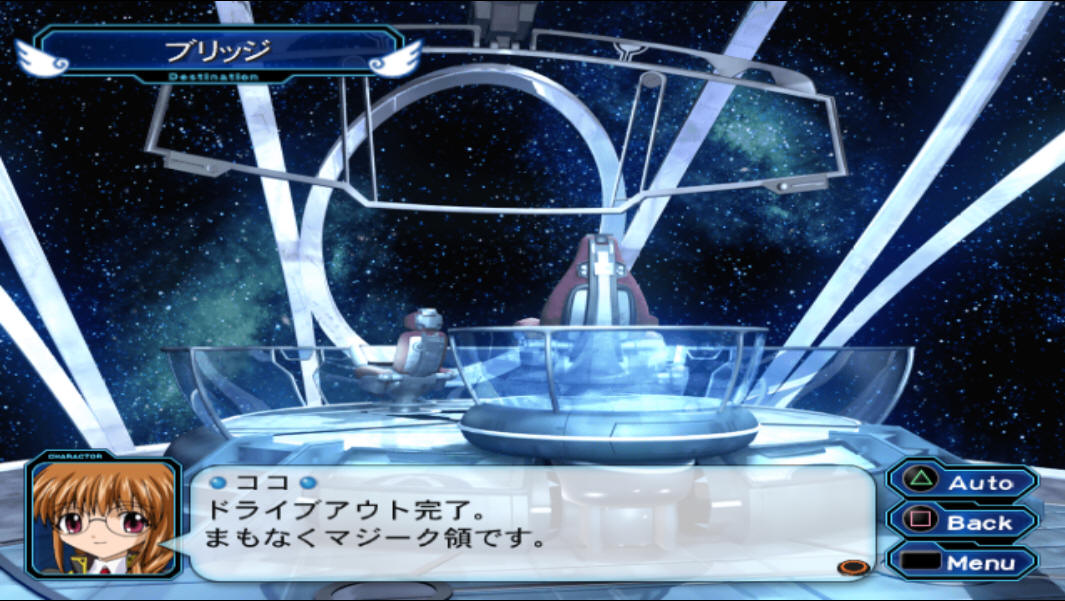 ブリッジ
Destination
CHARACTOR
ココ
ドライブアウト完了。
まもなくマジーク領です。
Auto
Back
Menu